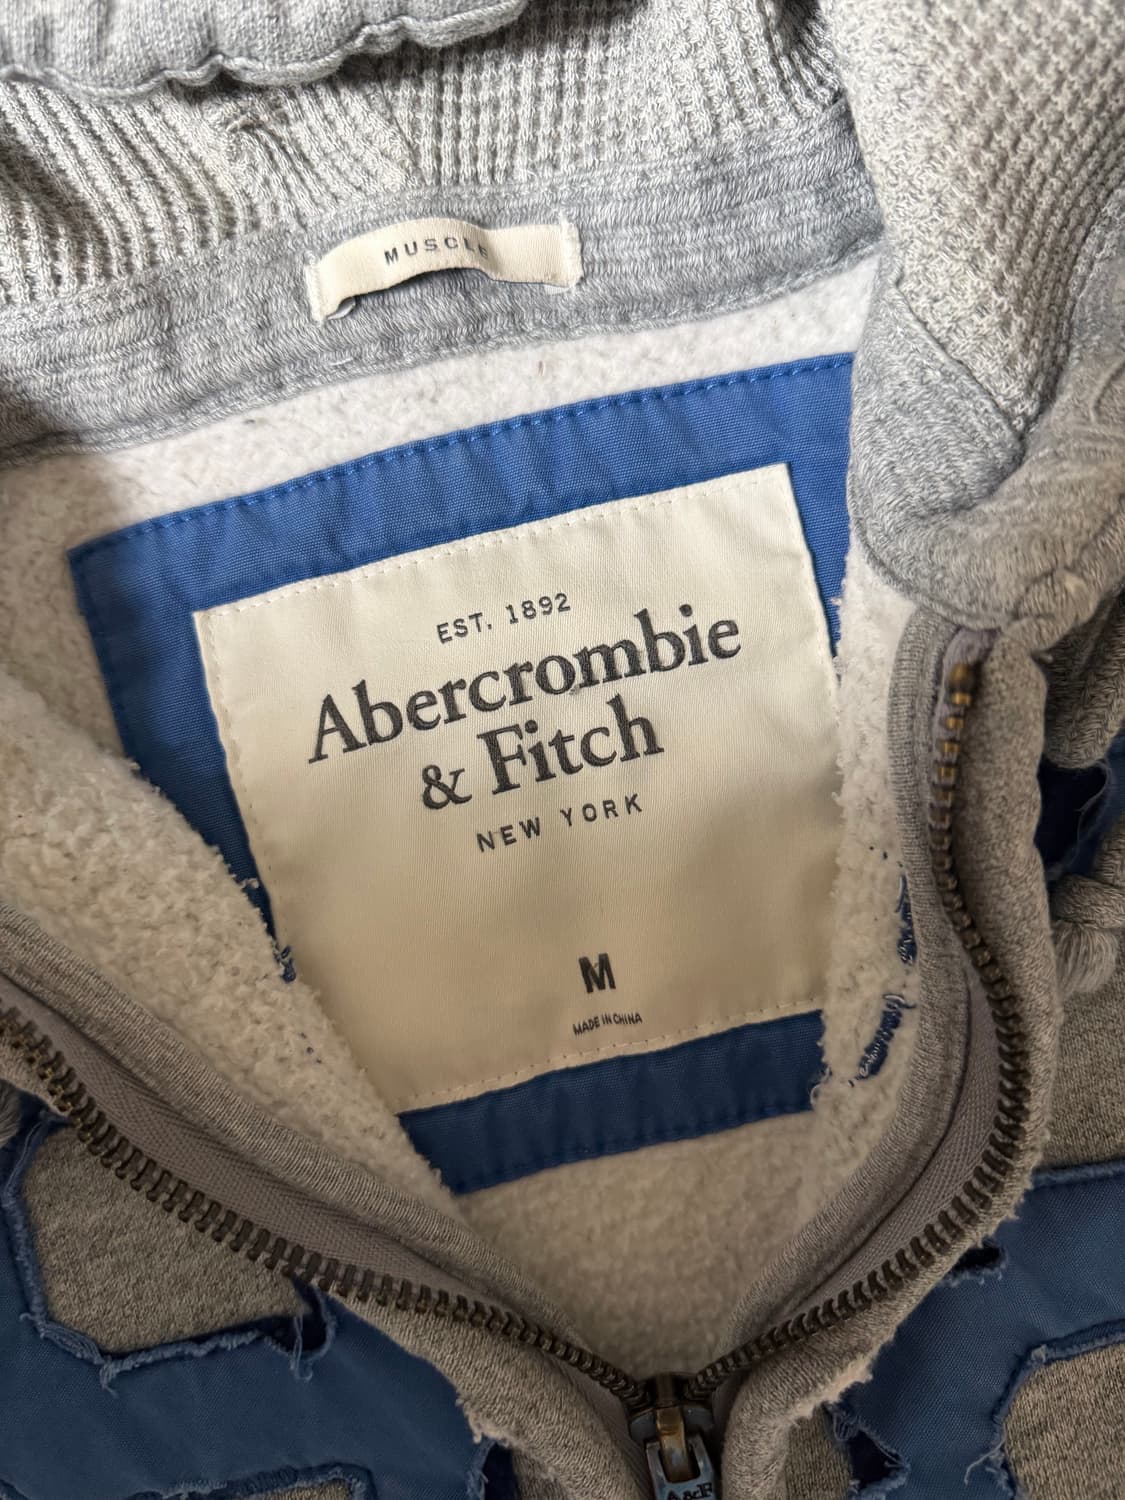 MUSCLE
EST. 1892
Abercrombie
& Fitch
NEW YORK
M
MADE IN CHINA
A&F